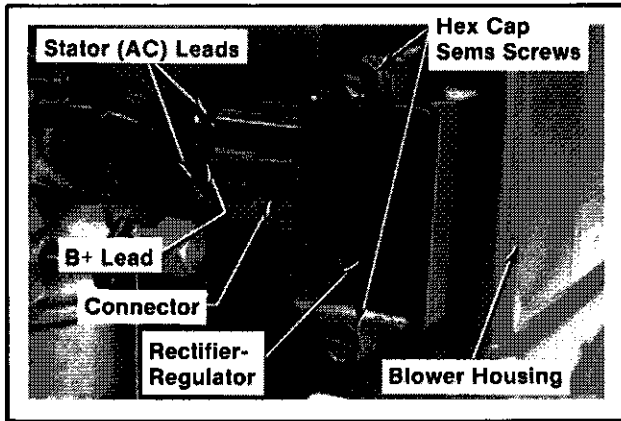 Stator (AC) Leads
Hex Cap
Sems Screws
B+ Lead
Connector
Rectifier-
Regulator
Blower Housing